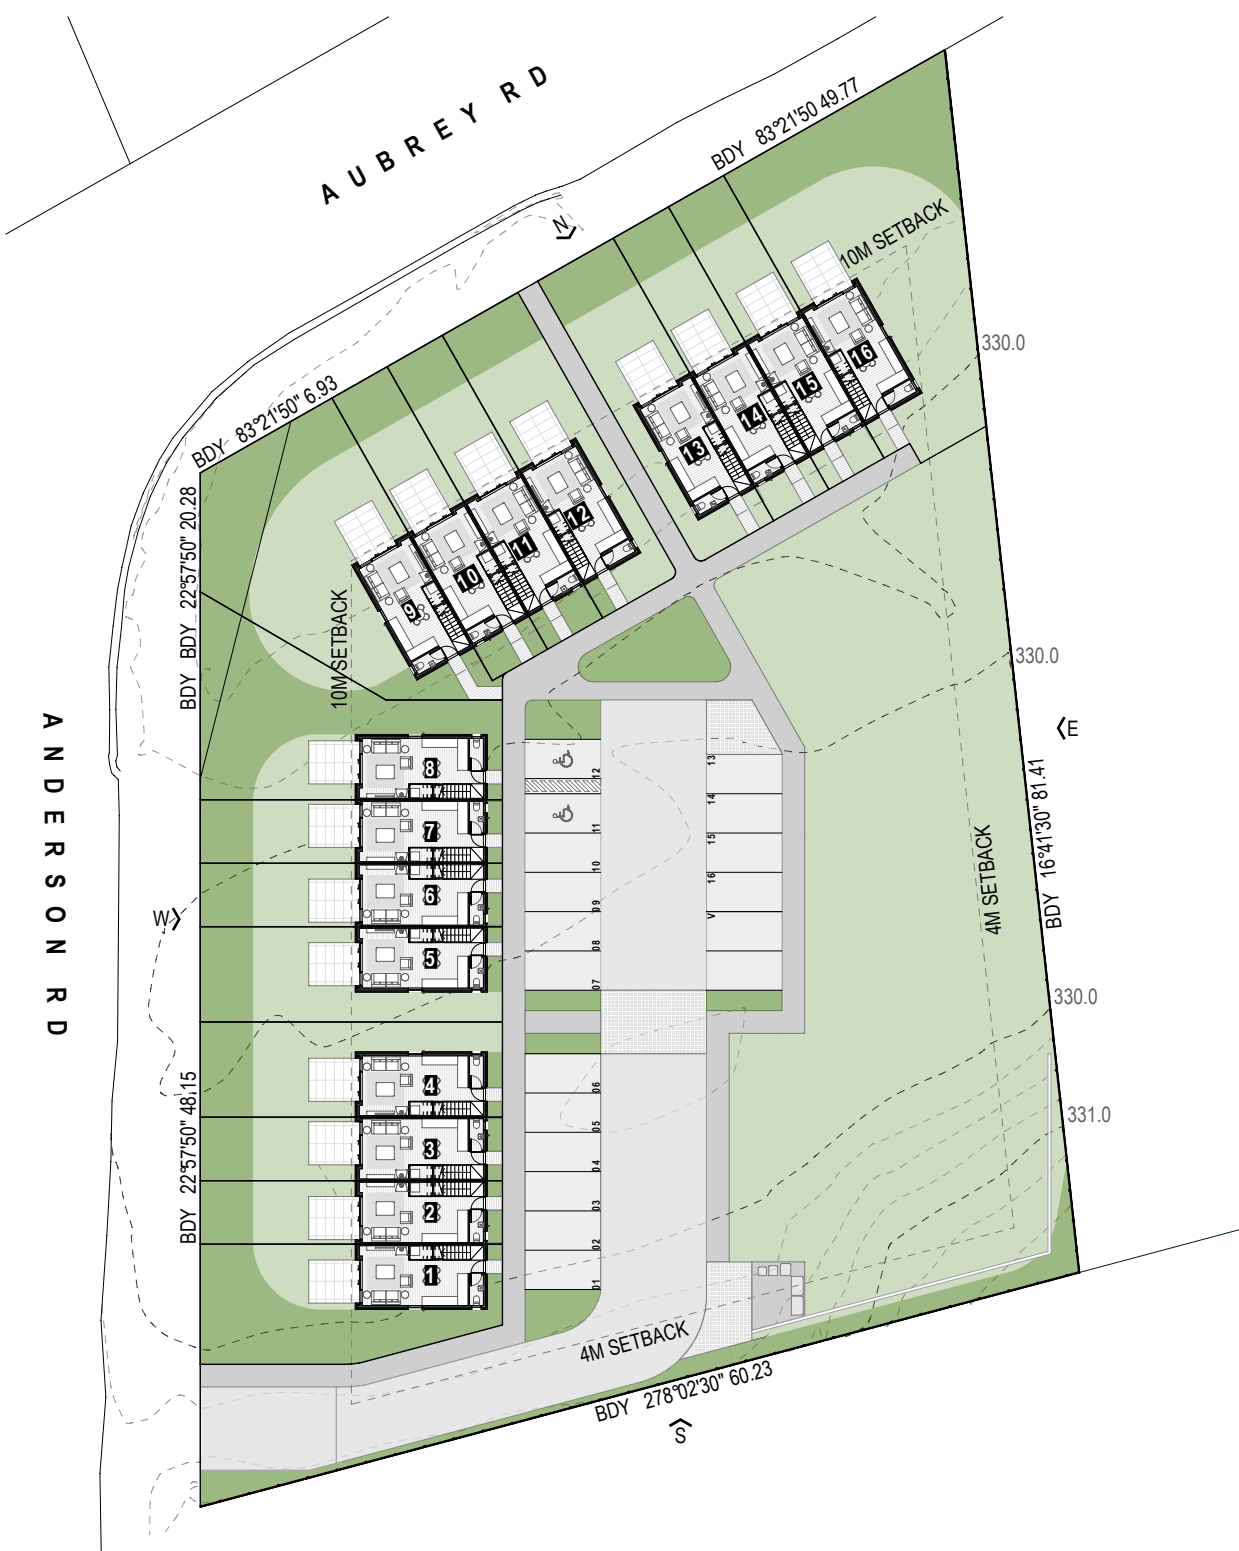 AUBREY RD
BDY 83°21'50 49.77
N
10M SETBACK
330.0
16
15
14
13
BDY 83°21'50" 6.93
BDY BDY 22°57'50" 20.28
12
11
10
9
10M SETBACK
330.0
E
ANDERSON RD
8
7
6
5
W
12
11
10
09
08
07
13
14
15
16
V
4M SETBACK
BDY 16°41'30" 81.41
330.0
331.0
BDY 22°57'50" 48.15
4
3
2
1
06
05
04
03
02
01
4M SETBACK
BDY 278°02'30" 60.23
S